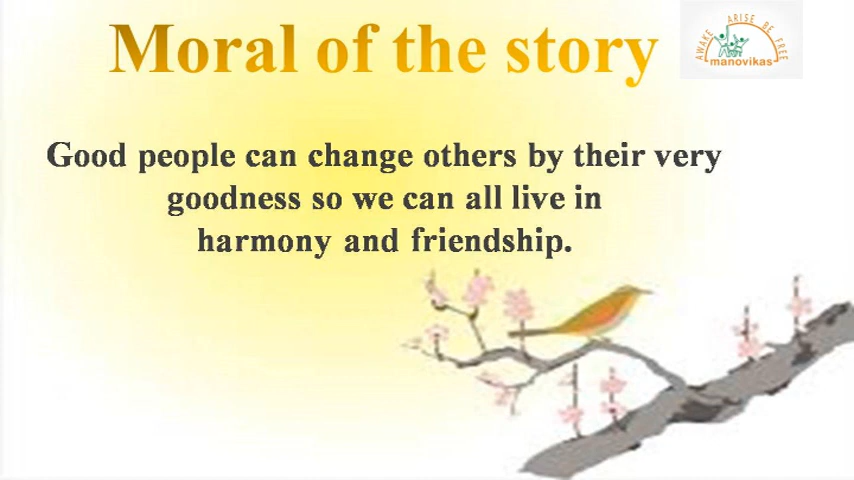 Moral of the story
AWAKE ARISE BE FREE
manovikas
Good people can change others by their very
goodness so we can all live in
harmony and friendship.